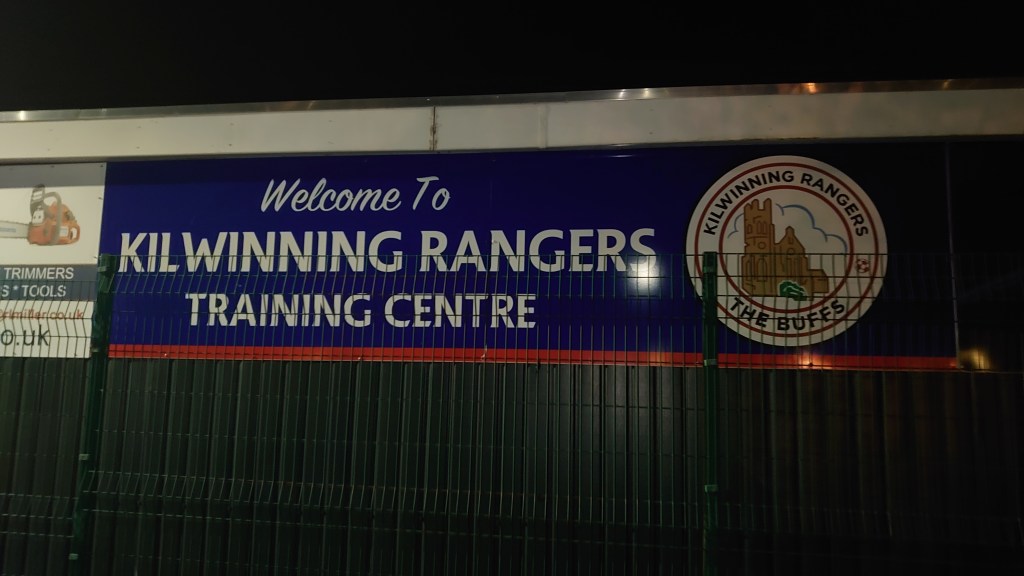 Welcome To
KILWINNING RANGERS
TRAINING CENTRE
KILWINNING RANGERS
THE BUFFS
TRIMMERS
S * TOOLS
o.uk